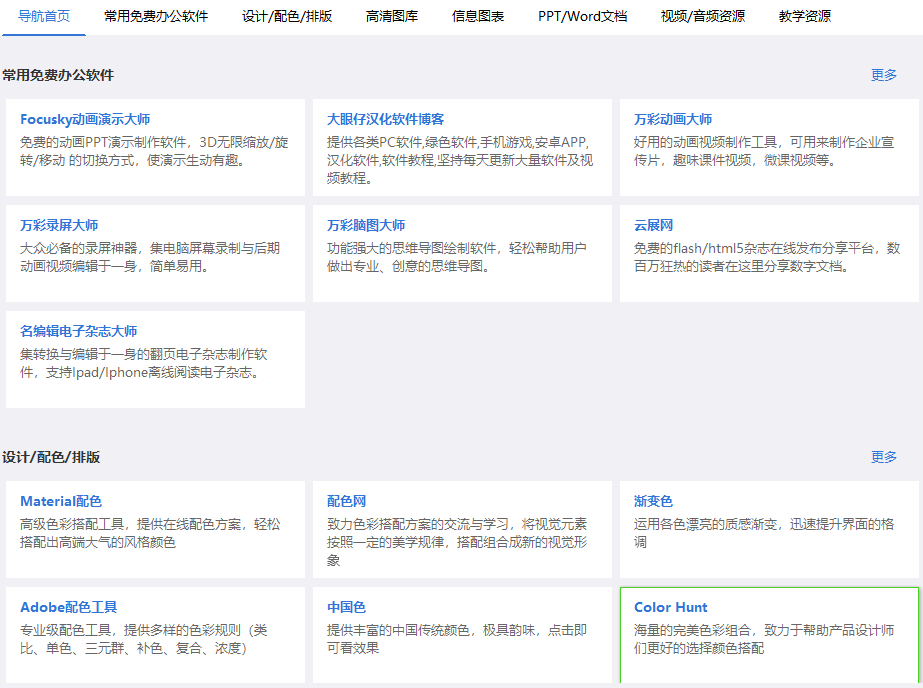 导航首页 常用免费办公软件 设计/配色/排版 高清图库 信息图表 PPT/Word文档 视频/音频资源 教学资源
常用免费办公软件 更多
Focusky动画演示大师
免费的动画PPT演示制作软件，3D无限缩放/旋
转/移动 的切换方式，使演示生动有趣。
大眼仔汉化软件博客
提供各类PC软件,绿色软件,手机游戏,安卓APP,
汉化软件,软件教程,坚持每天更新大量软件及视
频教程。
万彩动画大师
好用的动画视频制作工具，可用来制作企业宣
传片，趣味课件视频，微课视频等。
万彩录屏大师
大众必备的录屏神器，集电脑屏幕录制与后期
动画视频编辑于一身，简单易用。
万彩脑图大师
功能强大的思维导图绘制软件，轻松帮助用户
做出专业、创意的思维导图。
云展网
免费的flash/html5杂志在线发布分享平台，数
百万狂热的读者在这里分享数字文档。
名编辑电子杂志大师
集转换与编辑于一身的翻页电子杂志制作软
件，支持Ipad/Iphone离线阅读电子杂志。
设计/配色/排版 更多
Material配色
高级色彩搭配工具，提供在线配色方案，轻松
搭配出高端大气的风格颜色
配色网
致力色彩搭配方案的交流与学习，将视觉元素
按照一定的美学规律，搭配组合成新的视觉形
象
渐变色
运用各色漂亮的质感渐变，迅速提升界面的格
调
Adobe配色工具
专业级配色工具，提供多样的色彩规则（类
比、单色、三元群、补色、复合、浓度）
中国色
提供丰富的中国传统颜色，极具韵味，点击即
可看效果
Color Hunt
海量的完美色彩组合，致力于帮助产品设计师
们更好的选择颜色搭配